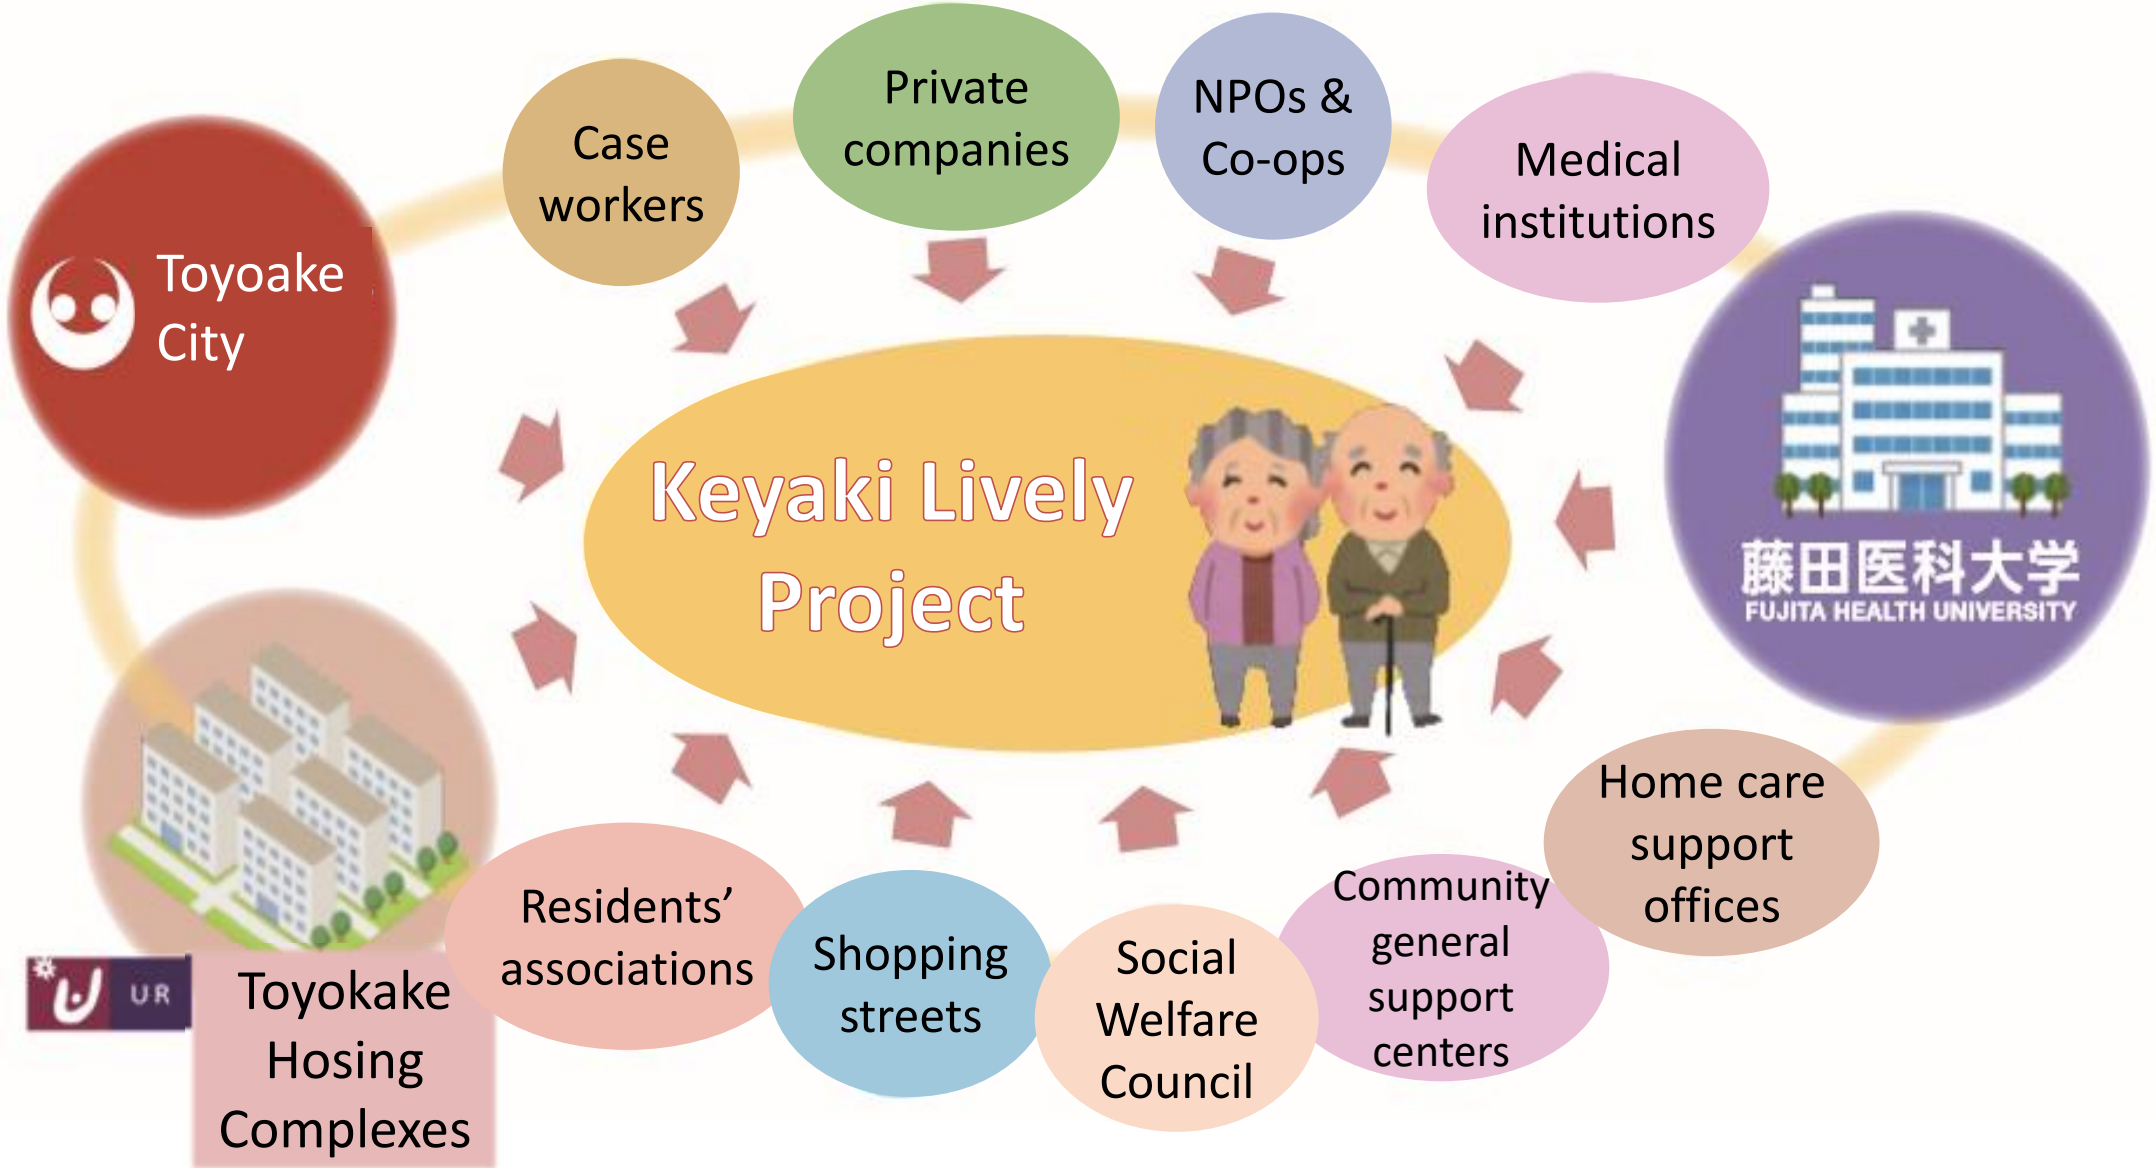 Private
companies
NPOs &
Co-ops
Case
workers
Medical
institutions
Toyoake
City
Keyaki Lively
Project
藤田医科大学
FUJITA HEALTH UNIVERSITY
Home care
support
offices
Community
general
support
centers
Residents’
associations
Shopping
streets
Social
Welfare
Council
UR
Toyokake
Hosing
Complexes